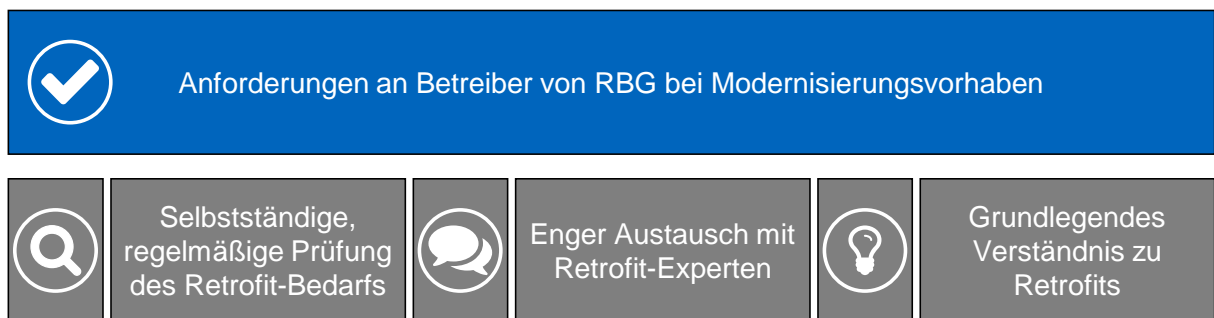 Anforderungen an Betreiber von RBG bei Modernisierungsvorhaben
Selbstständige,
regelmäßige Prüfung
des Retrofit-Bedarfs
Enger Austausch mit
Retrofit-Experten
Grundlegendes
Verständnis zu
Retrofits